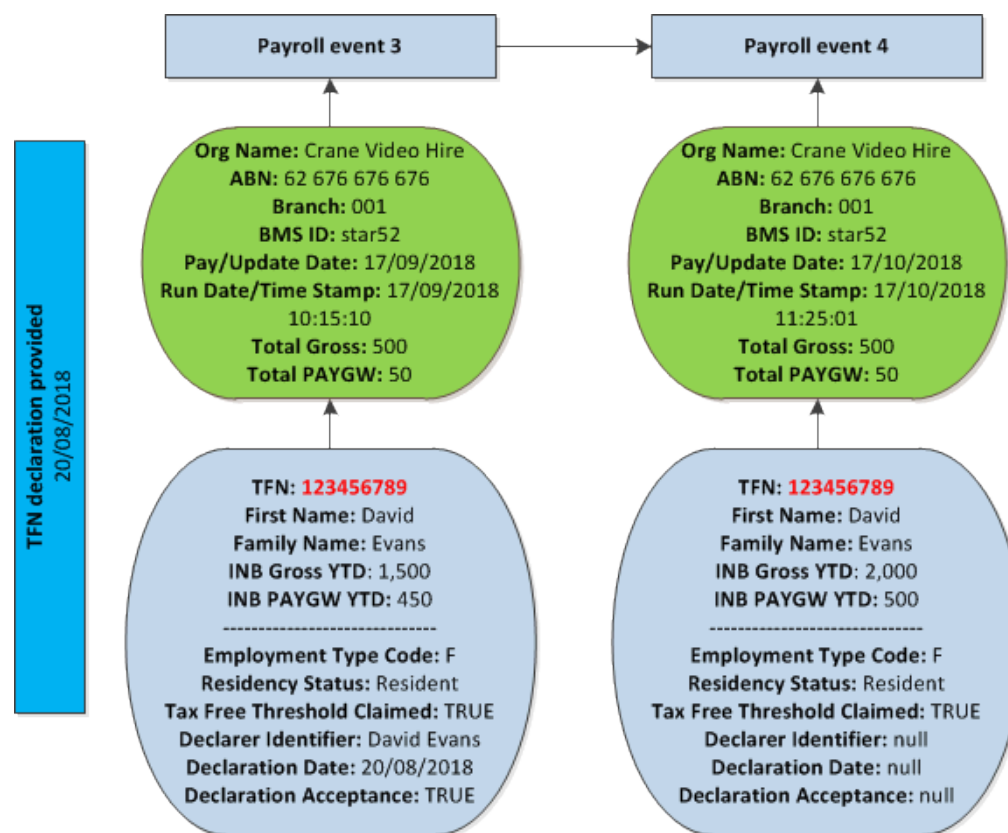 Payroll event 3
Payroll event 4
TFN declaration provided
20/08/2018
Org Name: Crane Video Hire
ABN: 62 676 676 676
Branch: 001
BMS ID: star52
Pay/Update Date: 17/09/2018
Run Date/Time Stamp: 17/09/2018
10:15:10
Total Gross: 500
Total PAYGW: 50
Org Name: Crane Video Hire
ABN: 62 676 676 676
Branch: 001
BMS ID: star52
Pay/Update Date: 17/10/2018
Run Date/Time Stamp: 17/10/2018
11:25:01
Total Gross: 500
Total PAYGW: 50
TFN: 123456789
First Name: David
Family Name: Evans
INB Gross YTD: 1,500
INB PAYGW YTD: 450
------------------------------
Employment Type Code: F
Residency Status: Resident
Tax Free Threshold Claimed: TRUE
Declarer Identifier: David Evans
Declaration Date: 20/08/2018
Declaration Acceptance: TRUE
TFN: 123456789
First Name: David
Family Name: Evans
INB Gross YTD: 2,000
INB PAYGW YTD: 500
------------------------------
Employment Type Code: F
Residency Status: Resident
Tax Free Threshold Claimed: TRUE
Declarer Identifier: null
Declaration Date: null
Declaration Acceptance: null